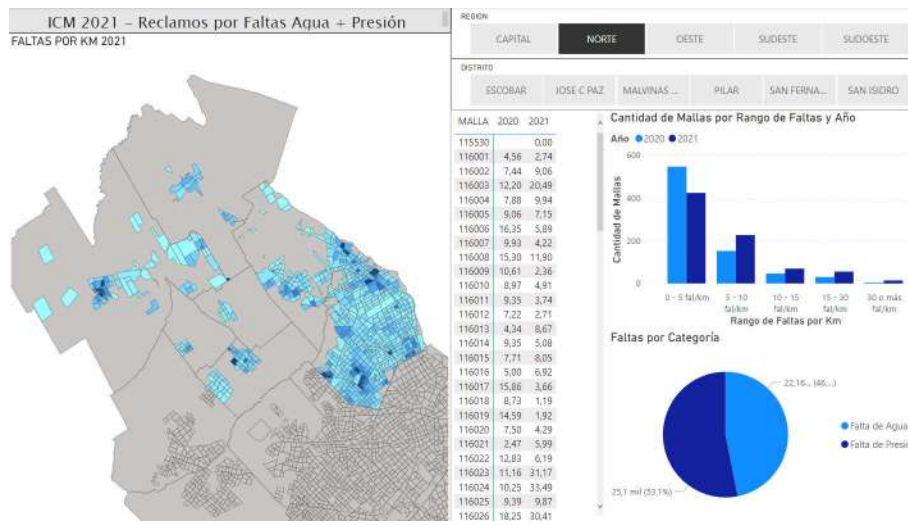 ICM 2021 - Reclamos por Faltas Agua + Presión
FALTAS POR KM 2021
REGION
CAPITAL NORTE OESTE SUDESTE SUDOESTE
DISTRITO
ESCOBAR JOSE C PAZ MALVINAS ... PILAR SAN FERNA... SAN ISIDRO
MALLA 2020 2021
115530 0,00
116001 4,56 2,74
116002 7,44 9,06
116003 12,20 20,49
116004 7,88 9,94
116005 9,06 7,15
116006 16,35 5,89
116007 9,93 4,22
116008 15,30 11,90
116009 10,61 2,36
116010 8,97 4,91
116011 9,35 3,74
116012 7,22 2,71
116013 4,34 8,67
116014 9,35 5,08
116015 7,71 8,05
116016 5,00 6,92
116017 15,86 3,66
116018 8,73 1,19
116019 14,59 1,92
116020 7,50 4,29
116021 2,47 5,99
116022 12,83 6,19
116023 11,16 31,17
116024 10,25 33,49
116025 9,39 9,87
116026 18,25 30,41
Cantidad de Mallas por Rango de Faltas y Año
Año 2020 2021
Cantidad de Mallas
600
400
200
0
0 - 5 fal/km
5 - 10 fal/km
10 - 15 fal/km
15 - 30 fal/km
30 o más fal/km
Rango de Faltas por Km
Faltas por Categoría
22,16... (46,...)
Falta de Agua
Falta de Presió
25,1 mil (53,1%)